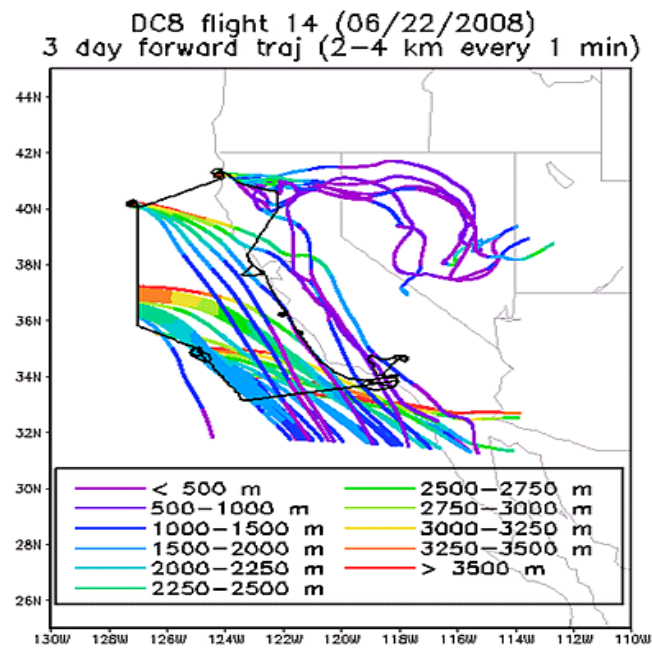 DC8 flight 14 (06/22/2008)
3 day forward traj (2-4 km every 1 min)
44N
42N
40N
38N
36N
34N
32N
30N
28N
26N
< 500 m
500-1000 m
1000-1500 m
1500-2000 m
2000-2250 m
2250-2500 m
2500-2750 m
2750-3000 m
3000-3250 m
3250-3500 m
> 3500 m
130W 128W 126W 124W 122W 120W 118W 116W 114W 112W 110W